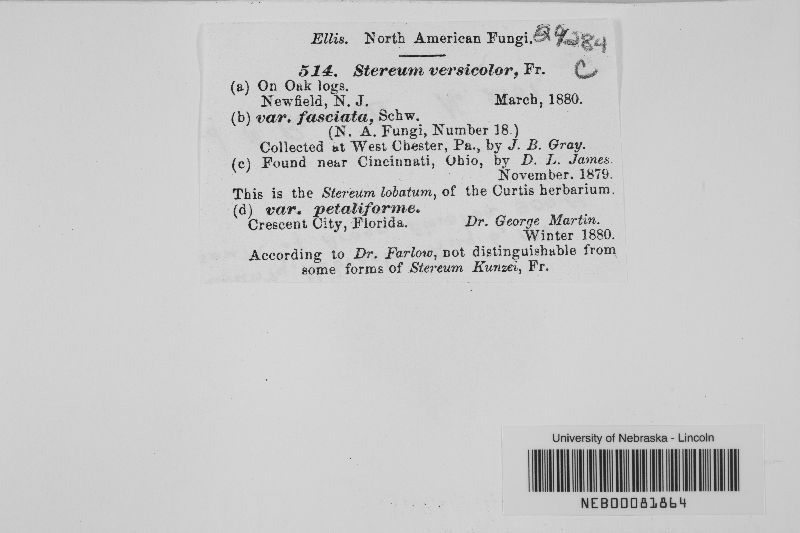 Ellis. North American Fungi. 29284
514. Stereum versicolor, Fr. C
(a) On Oak logs.
Newfield, N. J. March, 1880.
(b) var. fasciata, Schw.
(N. A. Fungi, Number 18.)
Collected at West Chester, Pa., by J. B. Gray.
(c) Found near Cincinnati, Ohio, by D. L. James.
November. 1879.
This is the Stereum lobatum, of the Curtis herbarium.
(d) var. petaliforme.
Crescent City, Florida. Dr. George Martin.
Winter 1880.
According to Dr. Farlow, not distinguishable from
some forms of Stereum Kunzei, Fr.
University of Nebraska - Lincoln
NEB00081864